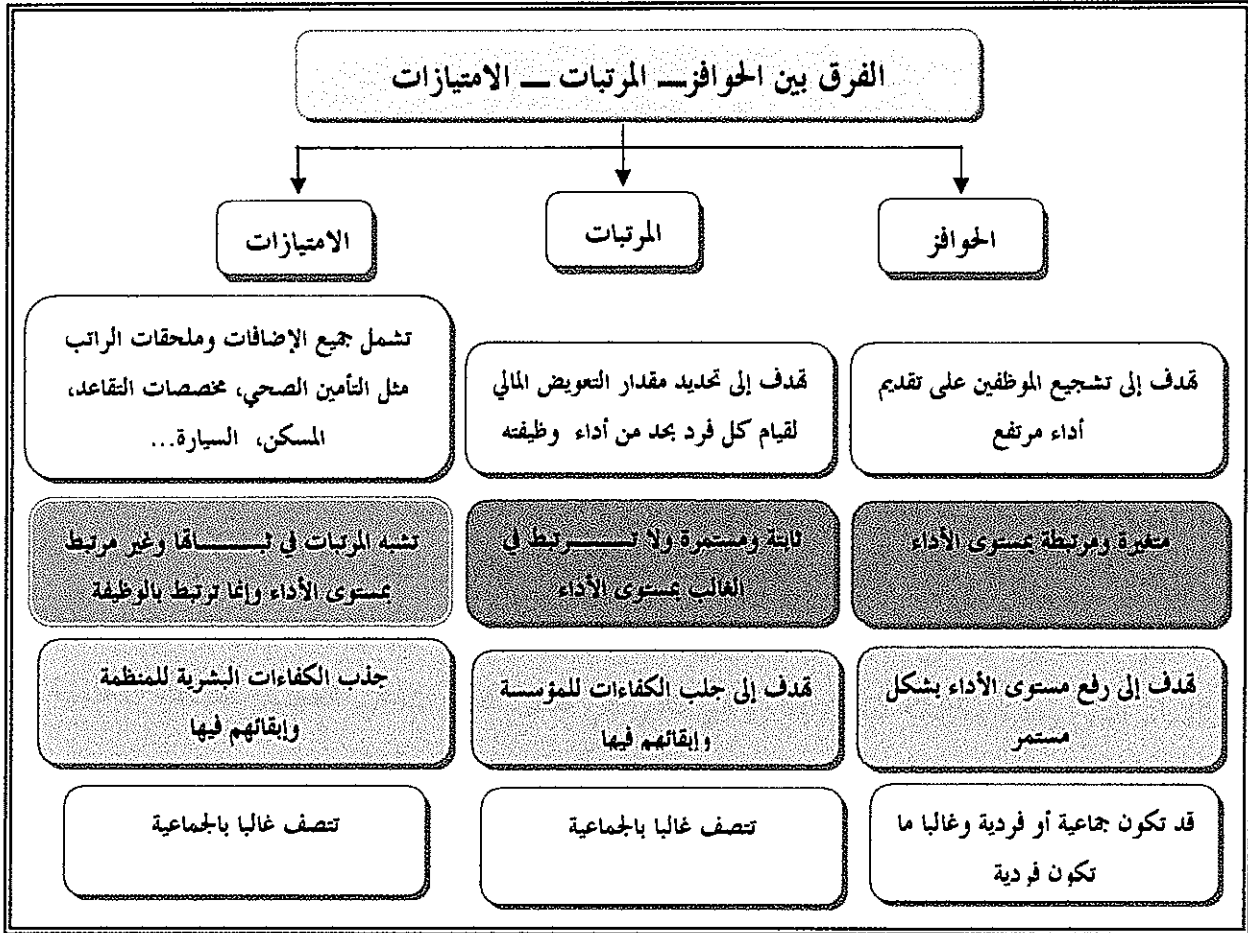 الفرق بين الحوافز ــ المرتبات ــ الامتيازات
الحوافز
المرتبات
الامتيازات
تهدف إلى تشجيع الموظفين على تقديم
أداء مرتفع
تهدف إلى تحديد مقدار التعويض المالي
لقيام كل فرد بحد من أداء وظيفته
تشمل جميع الإضافات وملحقات الراتب
مثل التأمين الصحي، مخصصات التقاعد،
المسكن، السيارة...
متغيرة ومرتبطة بمستوى الأداء
ثابتة ومستمرة ولا تـــــرتبط في
الغالب بمستوى الأداء
تشبه المرتبات في ثبـــــاتها وغير مرتبط
بمستوى الأداء وإنما ترتبط بالوظيفة
تهدف إلى رفع مستوى الأداء بشكل
مستمر
تهدف إلى جلب الكفاءات للمؤسسة
وإبقائهم فيها
جذب الكفاءات البشرية للمنظمة
وإبقائهم فيها
قد تكون جماعية أو فردية وغالبا ما
تكون فردية
تتصف غالبا بالجماعية
تتصف غالبا بالجماعية